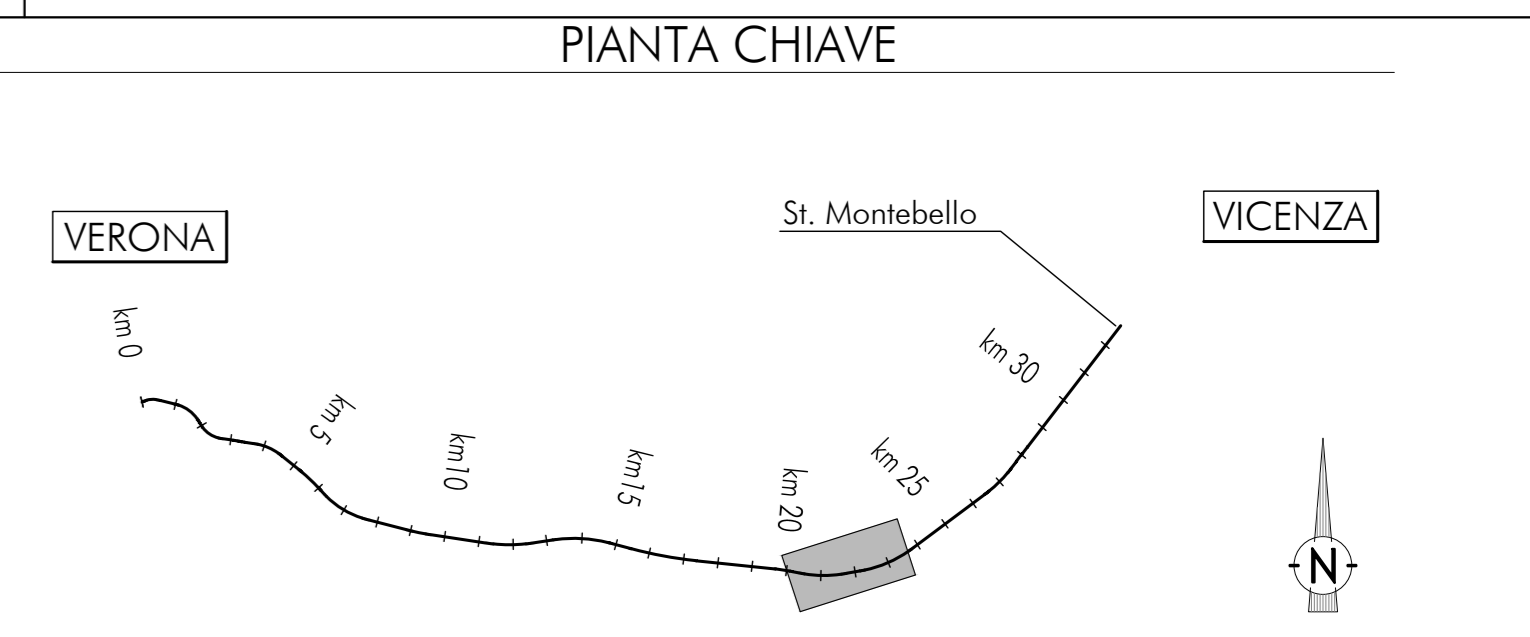 PIANTA CHIAVE
VERONA
St. Montebello
VICENZA
km 0
km 5
km10
km15
km 20
km 25
km 30
N